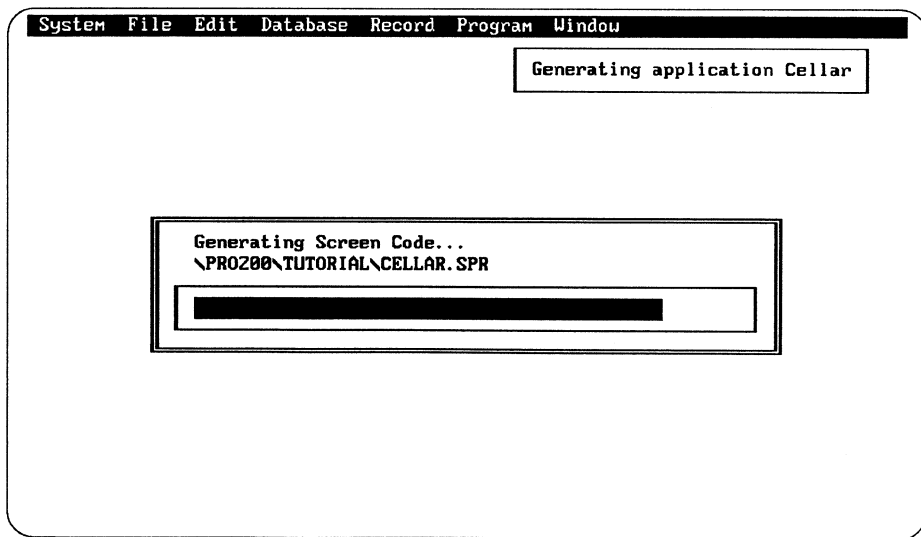 System File Edit Database Record Program Window
Generating application Cellar
Generating Screen Code...
\PRO200\TUTORIAL\CELLAR.SPR